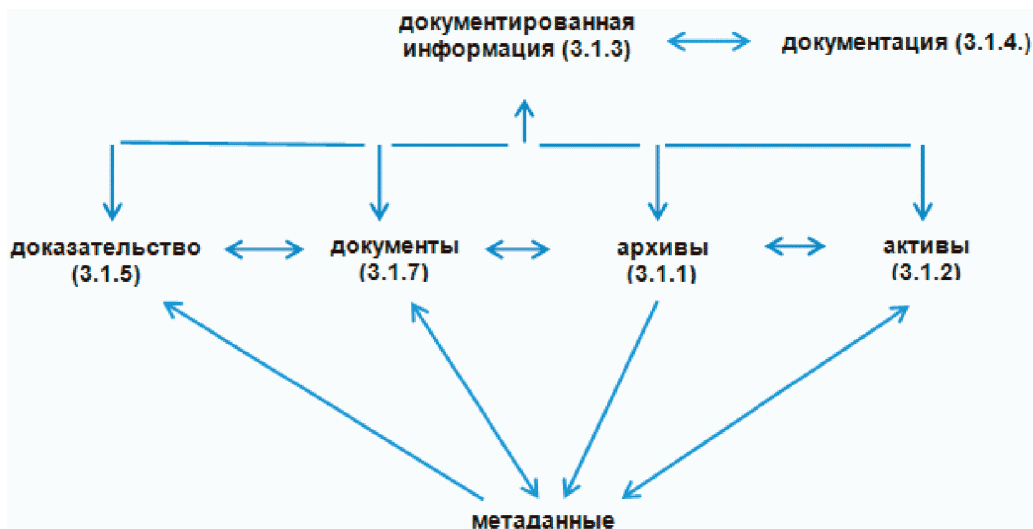 документированная
информация (3.1.3)
документация (3.1.4.)
доказательство
(3.1.5)
документы
(3.1.7)
архивы
(3.1.1)
активы
(3.1.2)
метаданные